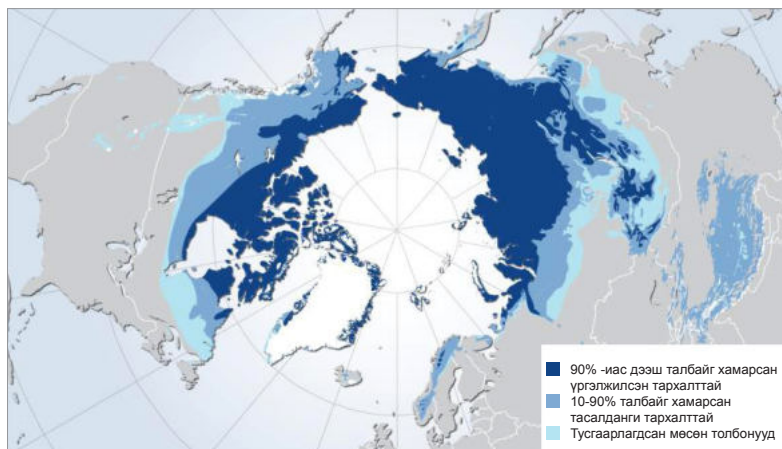 90% -иас дээш талбайг хамарсан
үргэлжилсэн тархалттай
10-90% талбайг хамарсан
тасалданги тархалттай
Тусгаарлагдсан мөсөн толбонууд